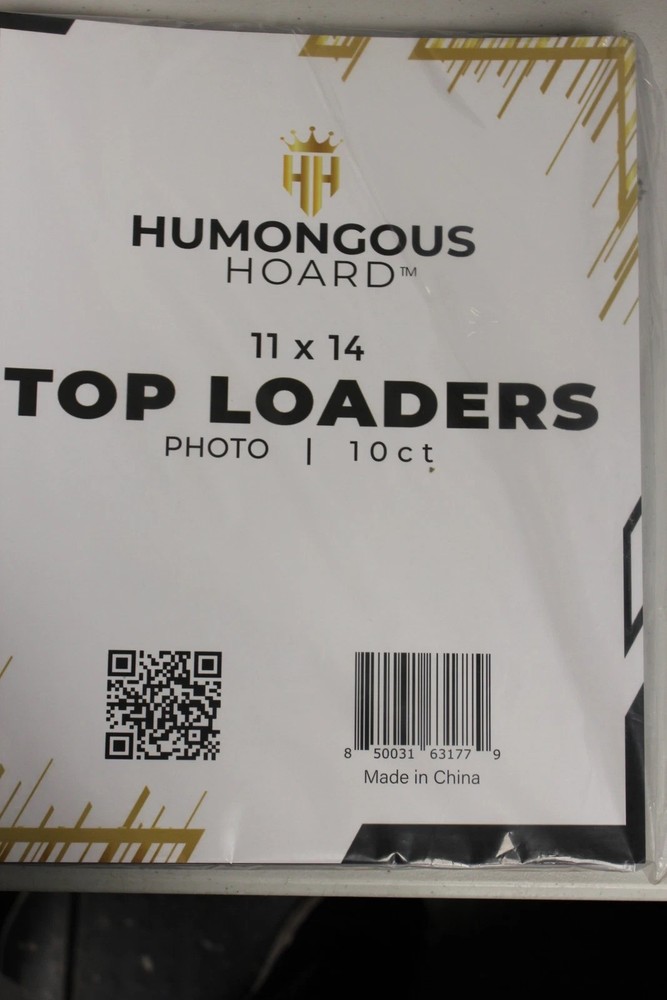 HH
HUMONGOUS
HOARD™
11 x 14
TOP LOADERS
PHOTO | 10ct
8 50031 63177 9
Made in China